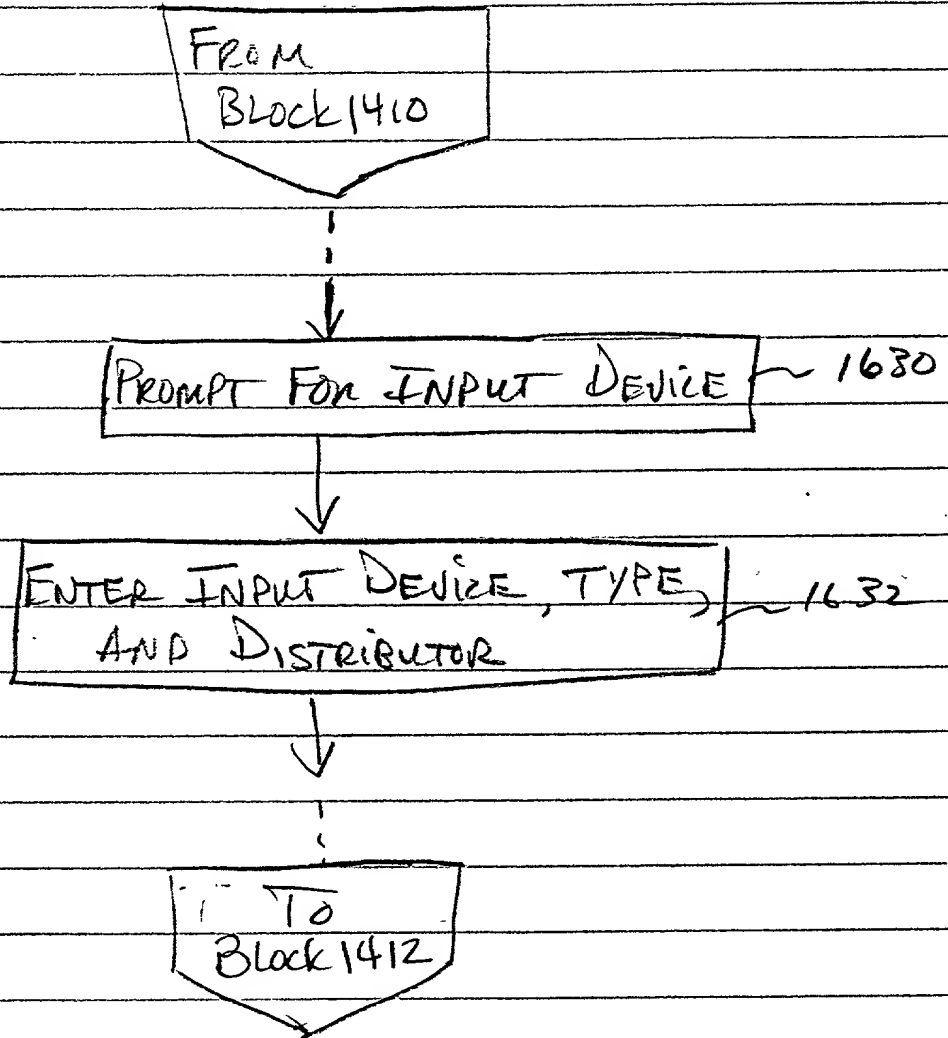 FROM
Block 1410
PROMPT FOR INPUT DEVICE
1630
ENTER INPUT DEVICE, TYPE,
AND DISTRIBUTOR
1632
To
Block 1412